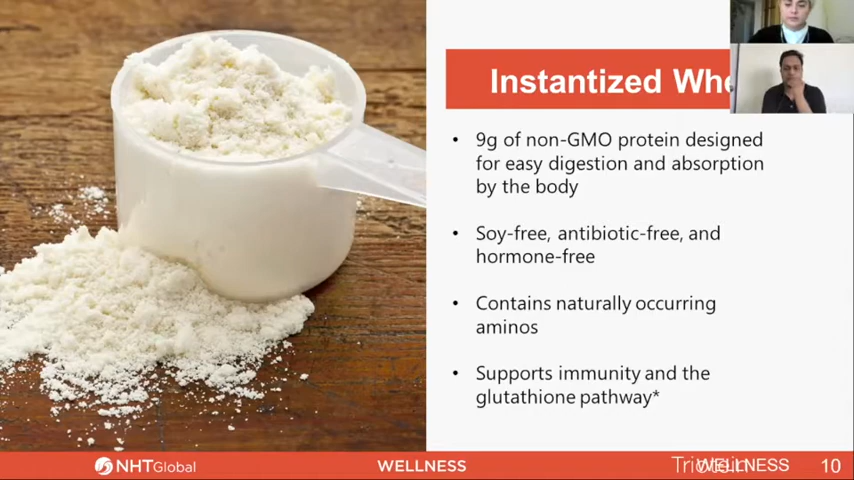 Instantized Whe
• 9g of non-GMO protein designed
for easy digestion and absorption
by the body
• Soy-free, antibiotic-free, and
hormone-free
• Contains naturally occurring
aminos
• Supports immunity and the
glutathione pathway*
NHTGlobal
WELLNESS
WELLNESS
10